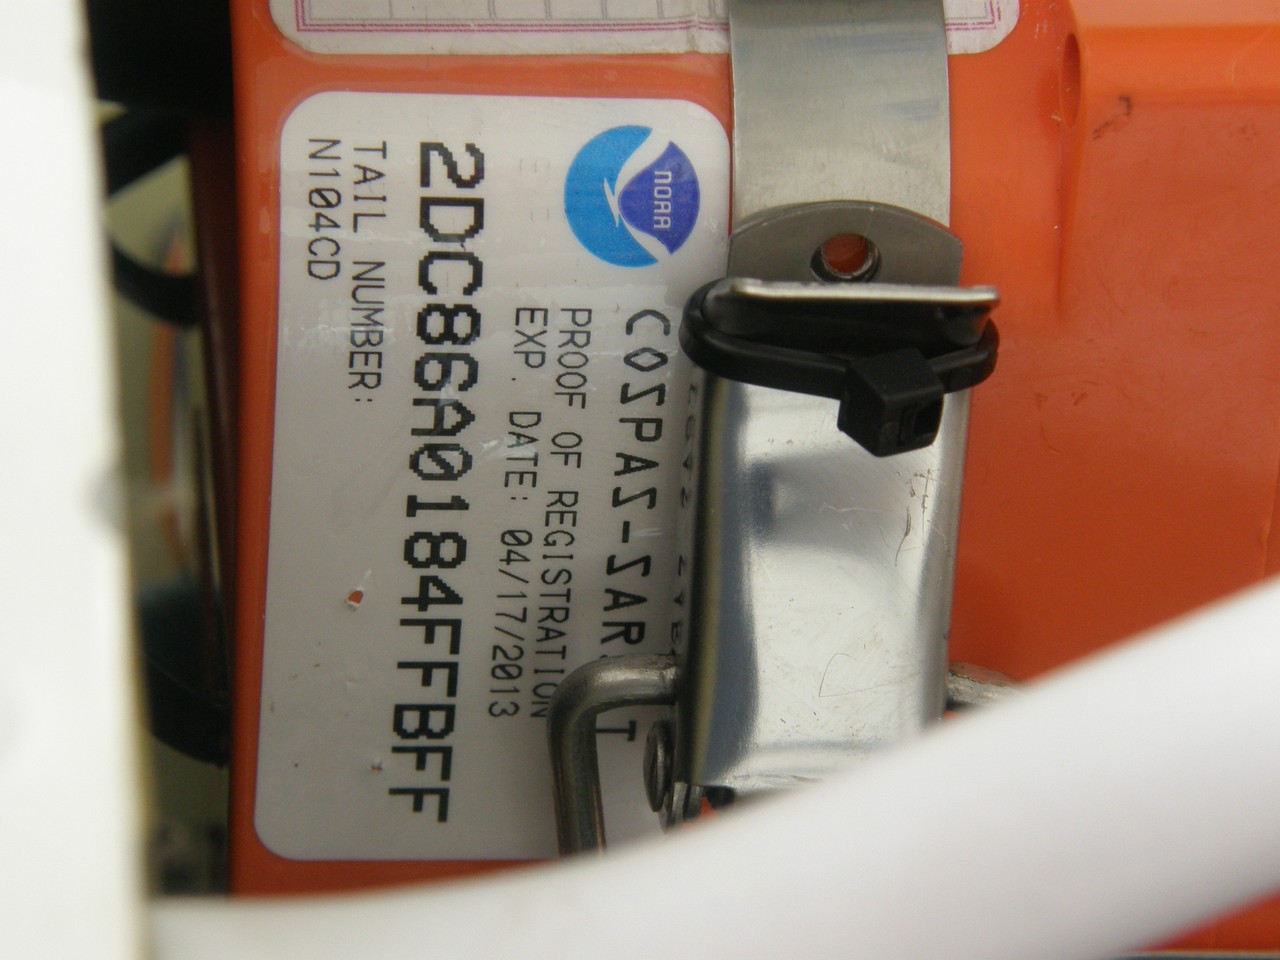 NOAA
COSPAS-SARSAT
PROOF OF REGISTRATION
EXP. DATE: 04/17/2013
2DC86A0184FFBFF
TAIL NUMBER:
N104CD